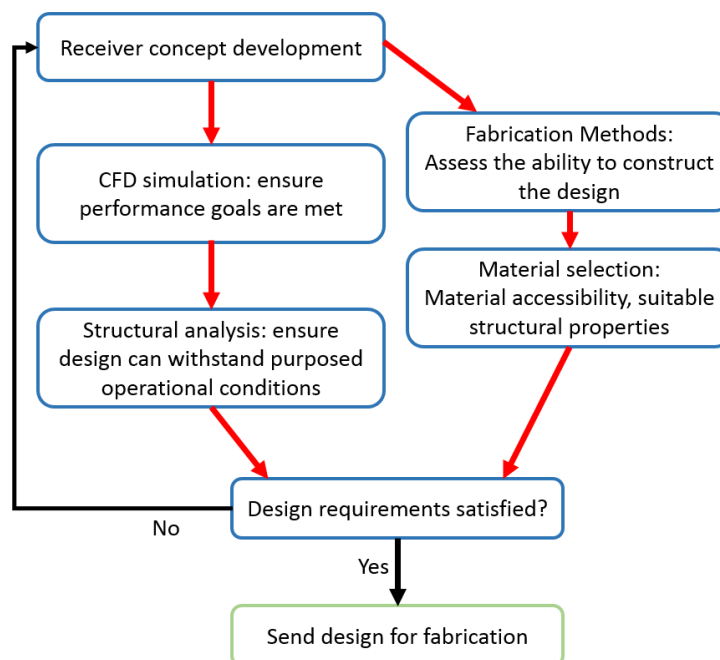 Receiver concept development
CFD simulation: ensure
performance goals are met
Structural analysis: ensure
design can withstand purposed
operational conditions
Fabrication Methods:
Assess the ability to construct
the design
Material selection:
Material accessibility, suitable
structural properties
Design requirements satisfied?
No
Yes
Send design for fabrication